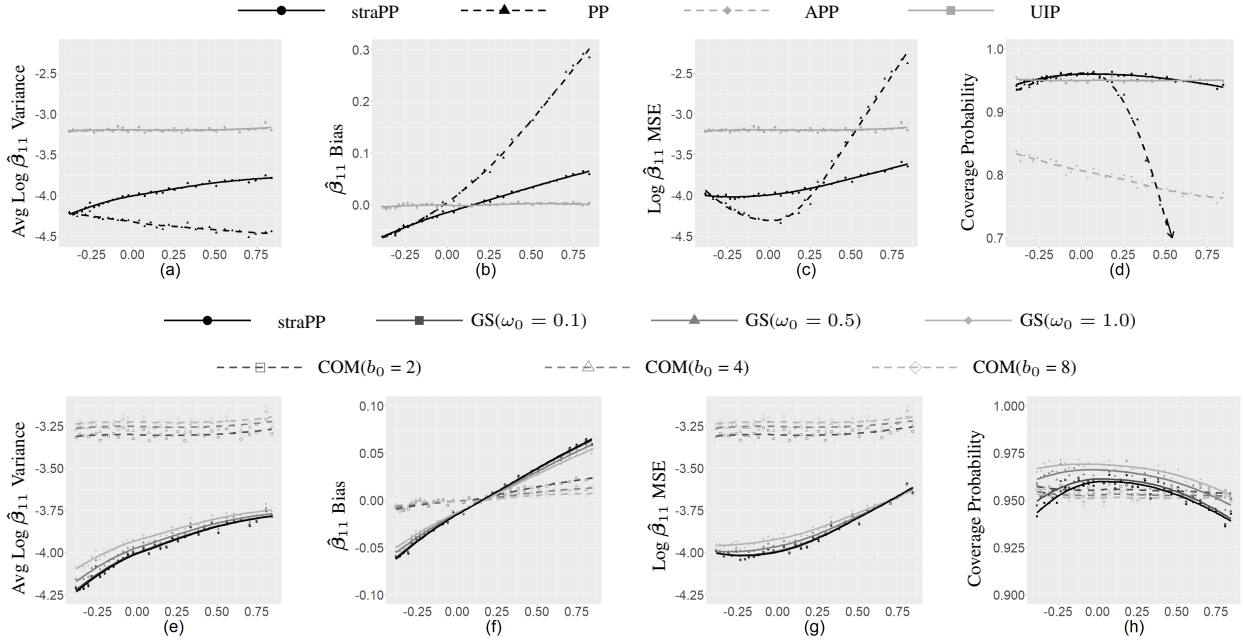 straPP PP APP UIP
Avg Log β̂₁₁ Variance
-2.5
-3.0
-3.5
-4.0
-4.5
-0.25 0.00 0.25 0.50 0.75
(a)
β̂₁₁ Bias
0.3
0.2
0.1
0.0
-0.25 0.00 0.25 0.50 0.75
(b)
Log β̂₁₁ MSE
-2.5
-3.0
-3.5
-4.0
-4.5
-0.25 0.00 0.25 0.50 0.75
(c)
Coverage Probability
1.0
0.9
0.8
0.7
-0.25 0.00 0.25 0.50 0.75
(d)
straPP GS(ω₀ = 0.1) GS(ω₀ = 0.5) GS(ω₀ = 1.0)
COM(b₀ = 2) COM(b₀ = 4) COM(b₀ = 8)
Avg Log β̂₁₁ Variance
-3.25
-3.50
-3.75
-4.00
-4.25
-0.25 0.00 0.25 0.50 0.75
(e)
β̂₁₁ Bias
0.10
0.05
0.00
-0.05
-0.10
-0.25 0.00 0.25 0.50 0.75
(f)
Log β̂₁₁ MSE
-3.25
-3.50
-3.75
-4.00
-4.25
-0.25 0.00 0.25 0.50 0.75
(g)
Coverage Probability
1.000
0.975
0.950
0.925
0.900
-0.25 0.00 0.25 0.50 0.75
(h)